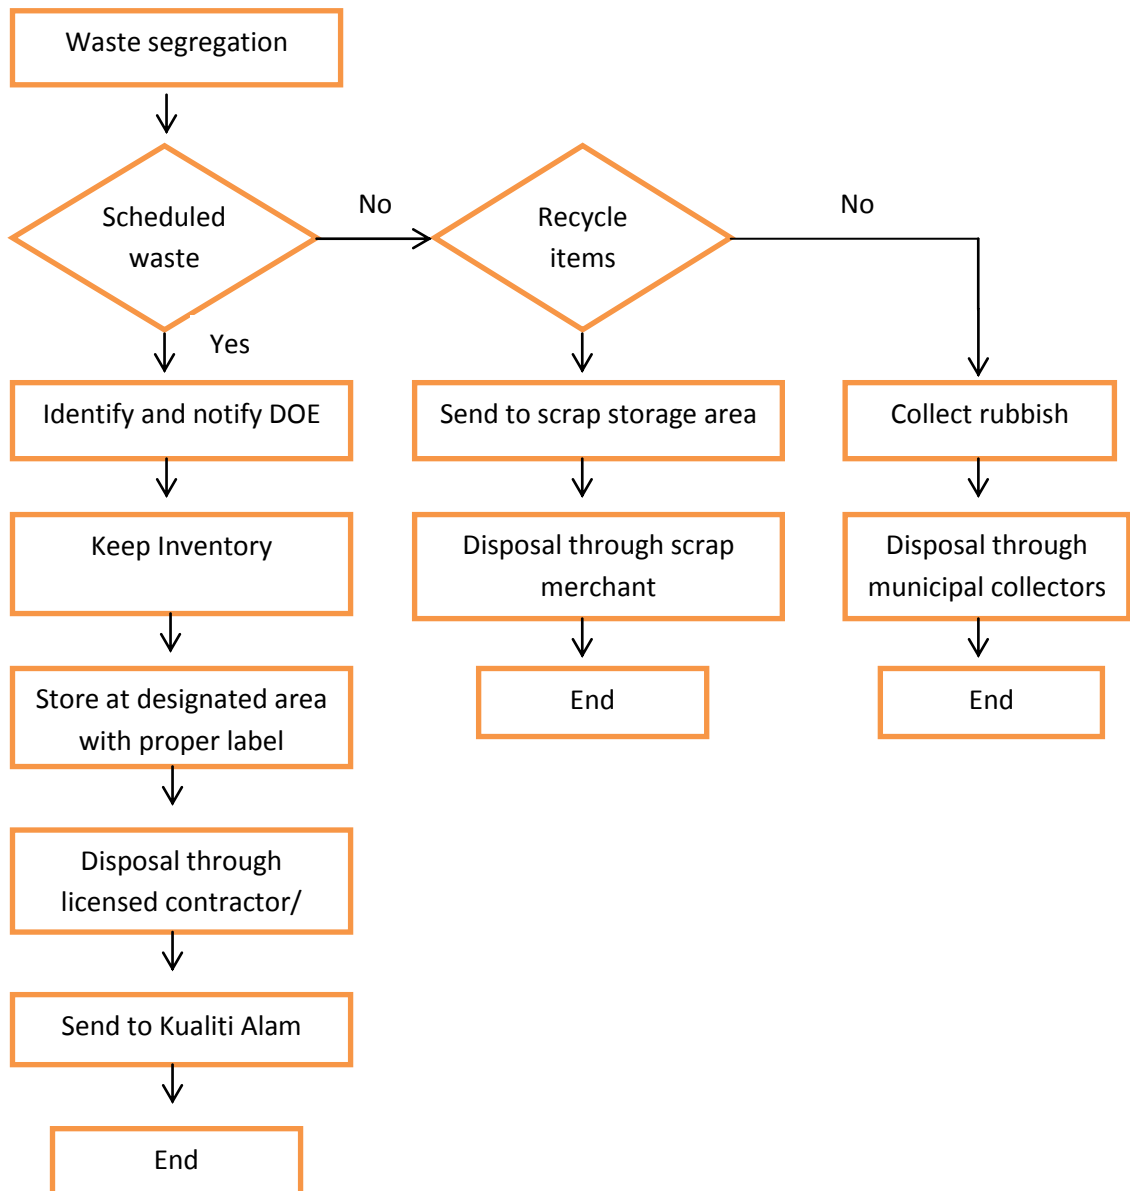 Waste segregation
Scheduled
waste
No
Recycle
items
No
Yes
Identify and notify DOE
Send to scrap storage area
Collect rubbish
Keep Inventory
Disposal through scrap
merchant
Disposal through
municipal collectors
Store at designated area
with proper label
End
End
Disposal through
licensed contractor/
Send to Kualiti Alam
End